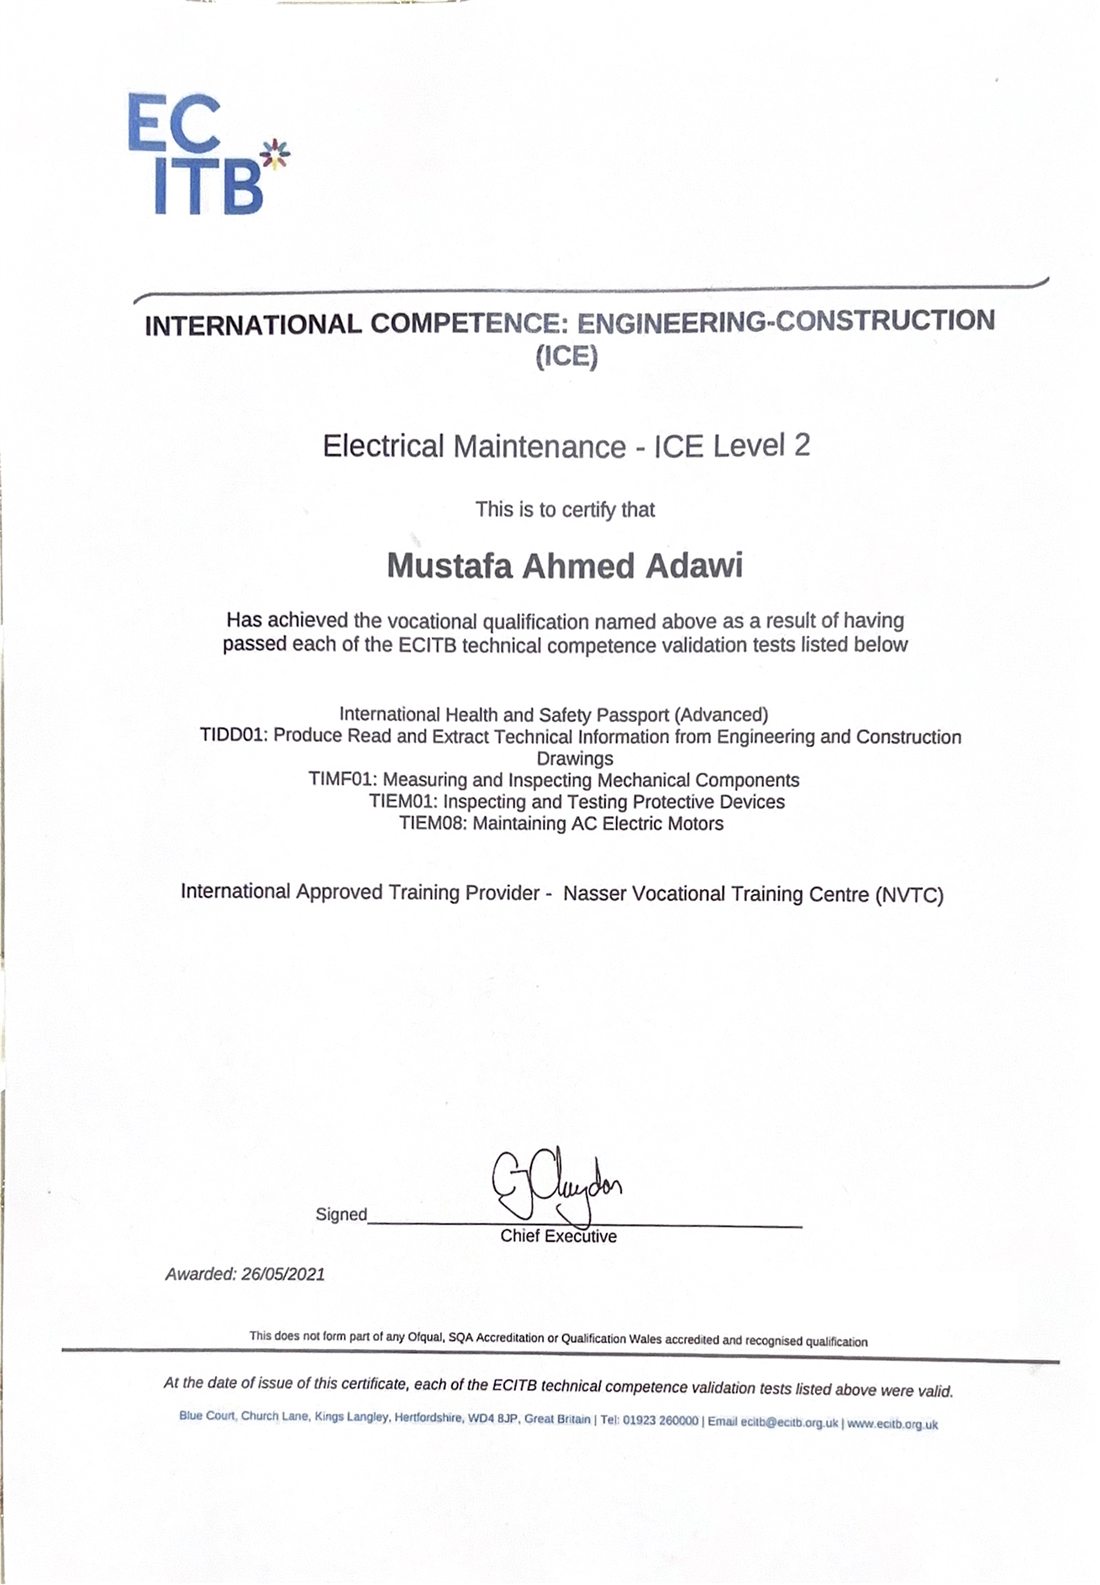 EC
ITB
INTERNATIONAL COMPETENCE: ENGINEERING-CONSTRUCTION
(ICE)
Electrical Maintenance - ICE Level 2
This is to certify that
Mustafa Ahmed Adawi
Has achieved the vocational qualification named above as a result of having
passed each of the ECITB technical competence validation tests listed below
International Health and Safety Passport (Advanced)
TIDD01: Produce Read and Extract Technical Information from Engineering and Construction
Drawings
TIMF01: Measuring and Inspecting Mechanical Components
TIEM01: Inspecting and Testing Protective Devices
TIEM08: Maintaining AC Electric Motors
International Approved Training Provider - Nasser Vocational Training Centre (NVTC)
Signed
Chief Executive
Awarded: 26/05/2021
This does not form part of any Ofqual, SQA Accreditation or Qualification Wales accredited and recognised qualification
At the date of issue of this certificate, each of the ECITB technical competence validation tests listed above were valid.
Blue Court, Church Lane, Kings Langley, Hertfordshire, WD4 8JP, Great Britain | Tel: 01923 260000 | Email ecitb@ecitb.org.uk | www.ecitb.org.uk